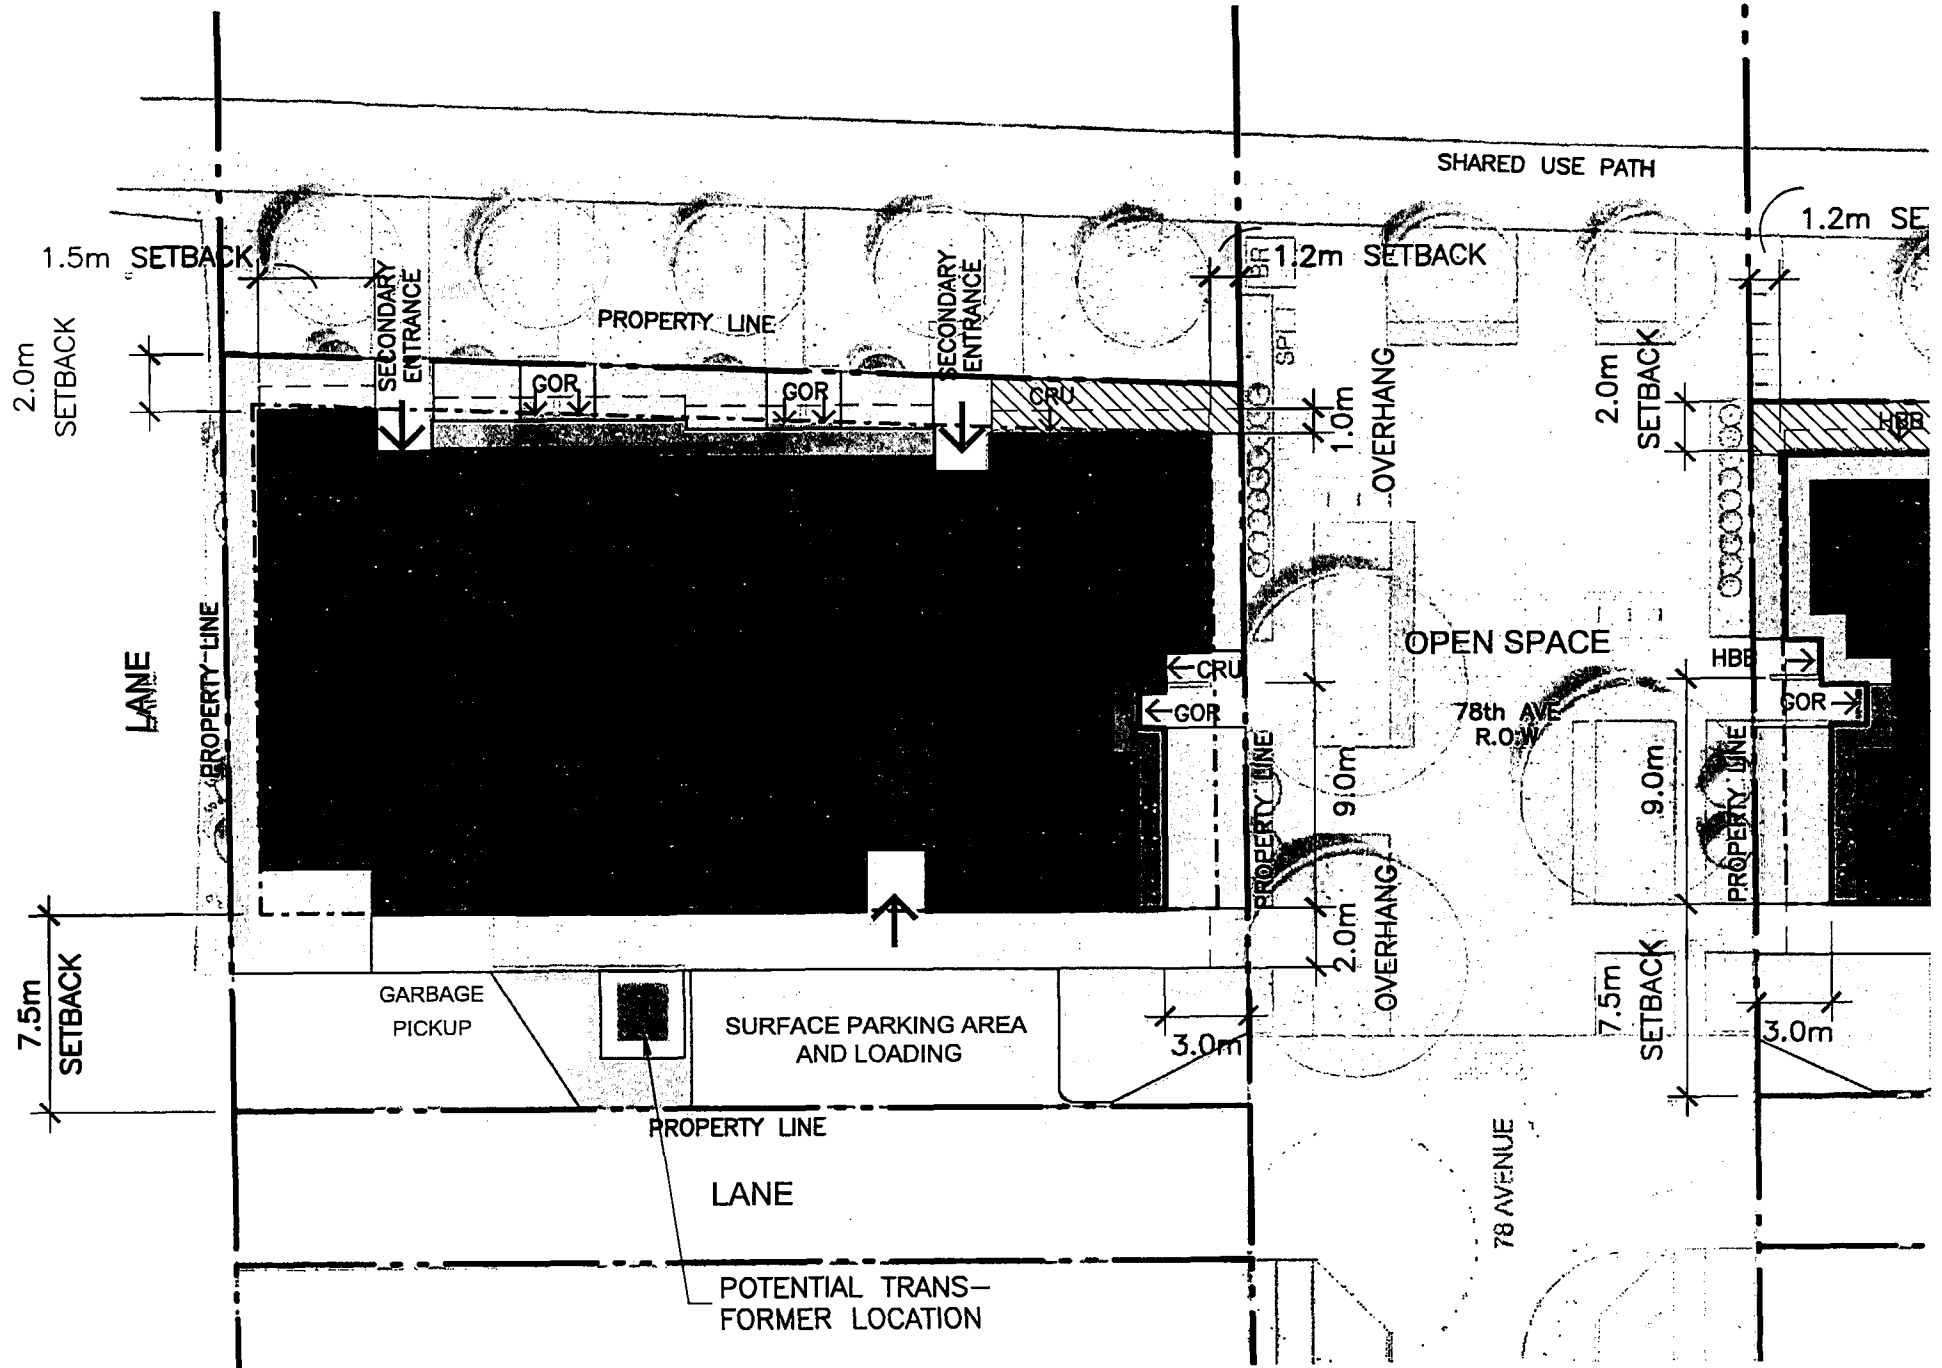 SHARED USE PATH
1.2m SE
1.5m SETBACK
1.2m SETBACK
BR
SECONDARY
ENTRANCE
SECONDARY
ENTRANCE
PROPERTY LINE
2.0m
SETBACK
GOR
GOR
CRU
SPI
1.0m
OVERHANG
2.0m
SETBACK
HBB
LANE
PROPERTY LINE
CRU
GOR
OPEN SPACE
78th AVE
R.O.W
HBB
GOR
PROPERTY LINE
9.0m
9.0m
PROPERTY LINE
2.0m
OVERHANG
7.5m
SETBACK
7.5m
SETBACK
GARBAGE
PICKUP
SURFACE PARKING AREA
AND LOADING
3.0m
3.0m
PROPERTY LINE
LANE
78 AVENUE
POTENTIAL TRANS-
FORMER LOCATION